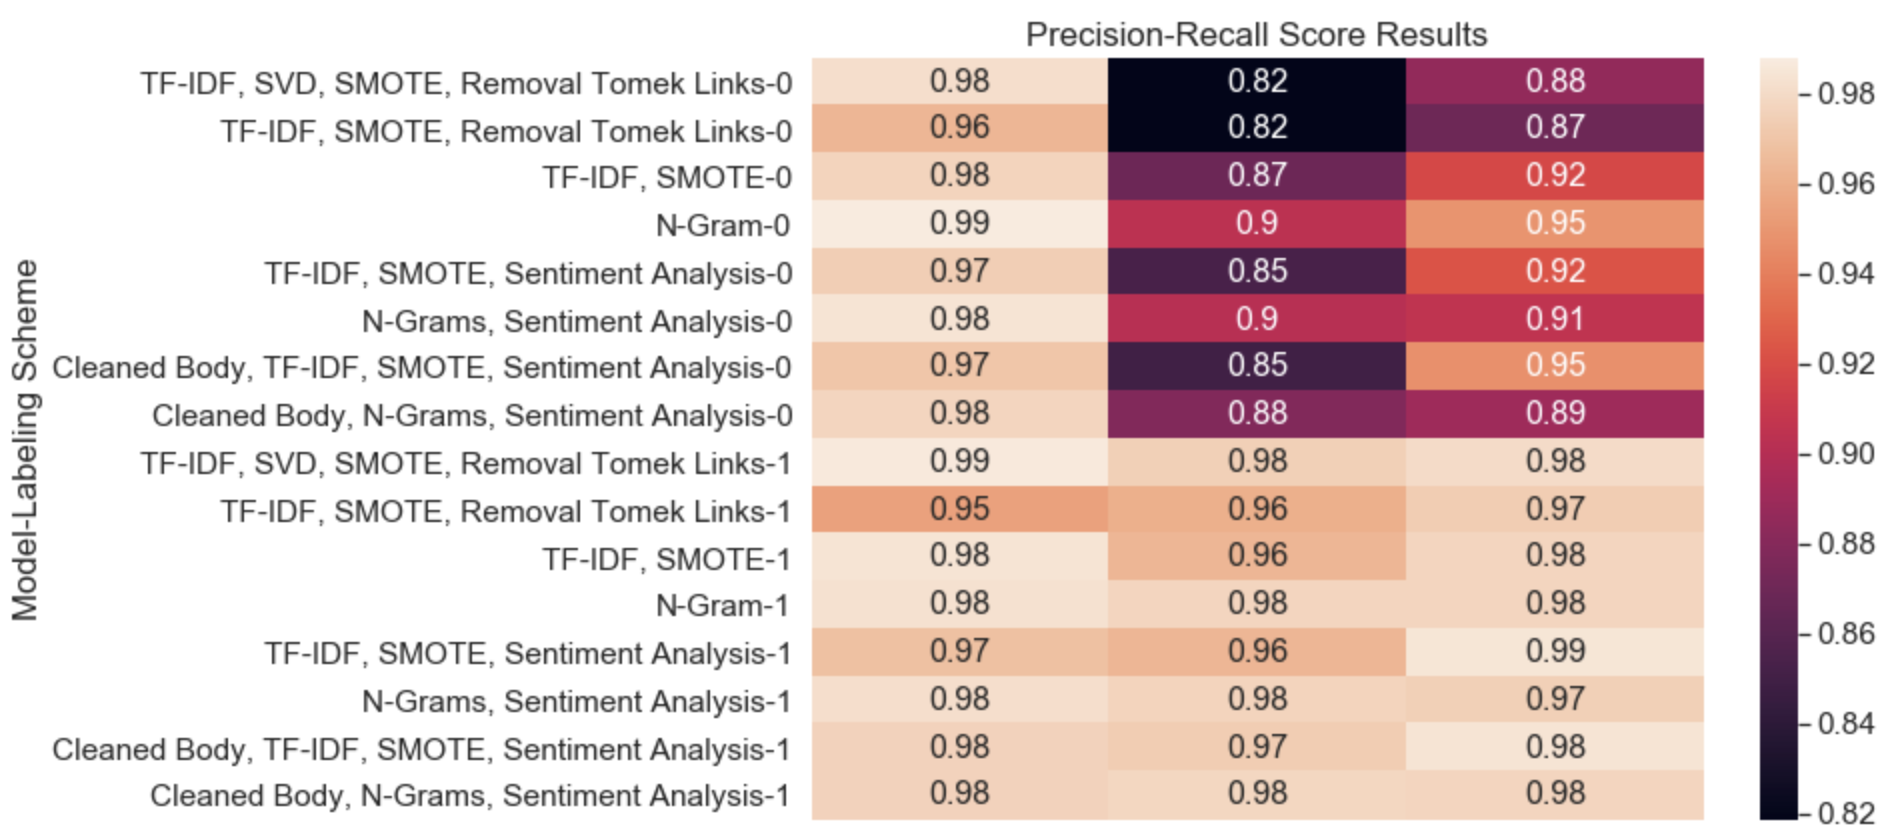 Precision-Recall Score Results
Model-Labeling Scheme
TF-IDF, SVD, SMOTE, Removal Tomek Links-0 0.98 0.82 0.88
TF-IDF, SMOTE, Removal Tomek Links-0 0.96 0.82 0.87
TF-IDF, SMOTE-0 0.98 0.87 0.92
N-Gram-0 0.99 0.9 0.95
TF-IDF, SMOTE, Sentiment Analysis-0 0.97 0.85 0.92
N-Grams, Sentiment Analysis-0 0.98 0.9 0.91
Cleaned Body, TF-IDF, SMOTE, Sentiment Analysis-0 0.97 0.85 0.95
Cleaned Body, N-Grams, Sentiment Analysis-0 0.98 0.88 0.89
TF-IDF, SVD, SMOTE, Removal Tomek Links-1 0.99 0.98 0.98
TF-IDF, SMOTE, Removal Tomek Links-1 0.95 0.96 0.97
TF-IDF, SMOTE-1 0.98 0.96 0.98
N-Gram-1 0.98 0.98 0.98
TF-IDF, SMOTE, Sentiment Analysis-1 0.97 0.96 0.99
N-Grams, Sentiment Analysis-1 0.98 0.98 0.97
Cleaned Body, TF-IDF, SMOTE, Sentiment Analysis-1 0.98 0.97 0.98
Cleaned Body, N-Grams, Sentiment Analysis-1 0.98 0.98 0.98
0.98
0.96
0.94
0.92
0.90
0.88
0.86
0.84
0.82